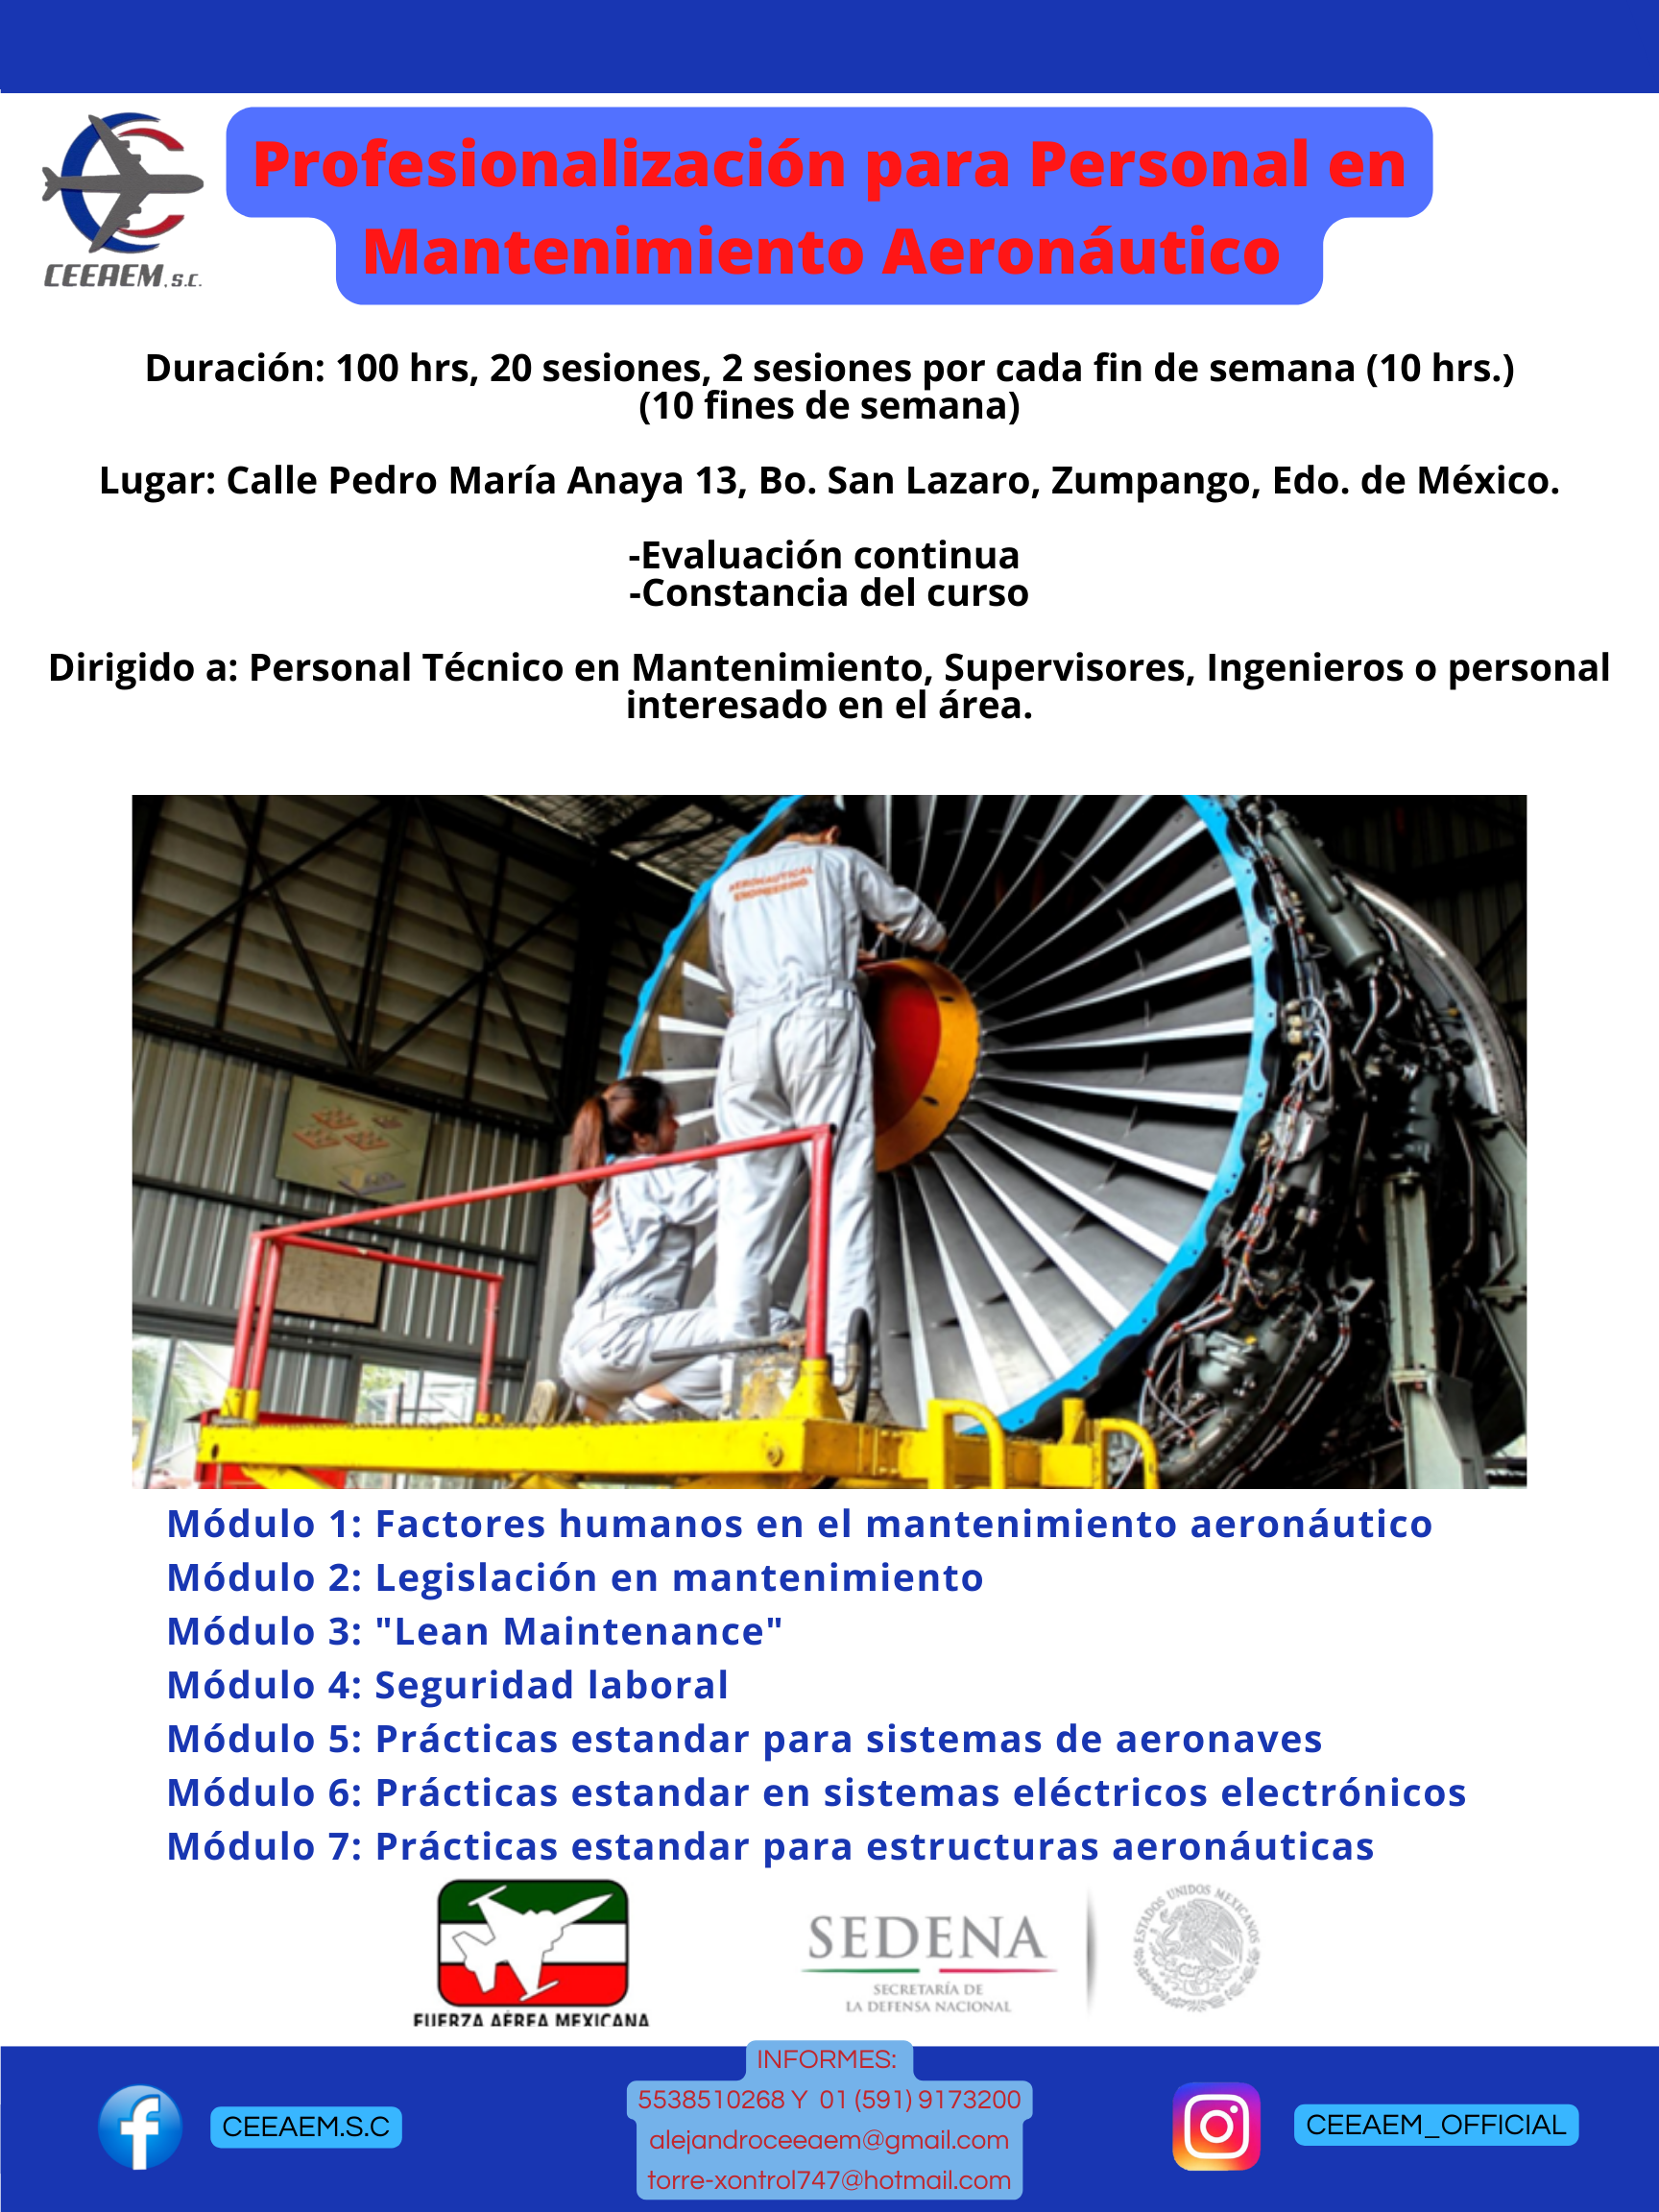 CEEAEM, S.C.
Profesionalización para Personal en
Mantenimiento Aeronáutico
Duración: 100 hrs, 20 sesiones, 2 sesiones por cada fin de semana (10 hrs.)
(10 fines de semana)
Lugar: Calle Pedro María Anaya 13, Bo. San Lazaro, Zumpango, Edo. de México.
-Evaluación continua
-Constancia del curso
Dirigido a: Personal Técnico en Mantenimiento, Supervisores, Ingenieros o personal
interesado en el área.
AERONAUTICAL
ENGINEERING
Módulo 1: Factores humanos en el mantenimiento aeronáutico
Módulo 2: Legislación en mantenimiento
Módulo 3: "Lean Maintenance"
Módulo 4: Seguridad laboral
Módulo 5: Prácticas estandar para sistemas de aeronaves
Módulo 6: Prácticas estandar en sistemas eléctricos electrónicos
Módulo 7: Prácticas estandar para estructuras aeronáuticas
FUERZA AÉREA MEXICANA
SEDENA
SECRETARÍA DE
LA DEFENSA NACIONAL
ESTADOS UNIDOS MEXICANOS
INFORMES:
5538510268 Y 01 (591) 9173200
alejandroceeaem@gmail.com
torre-xontrol747@hotmail.com
CEEAEM.S.C
CEEAEM_OFFICIAL